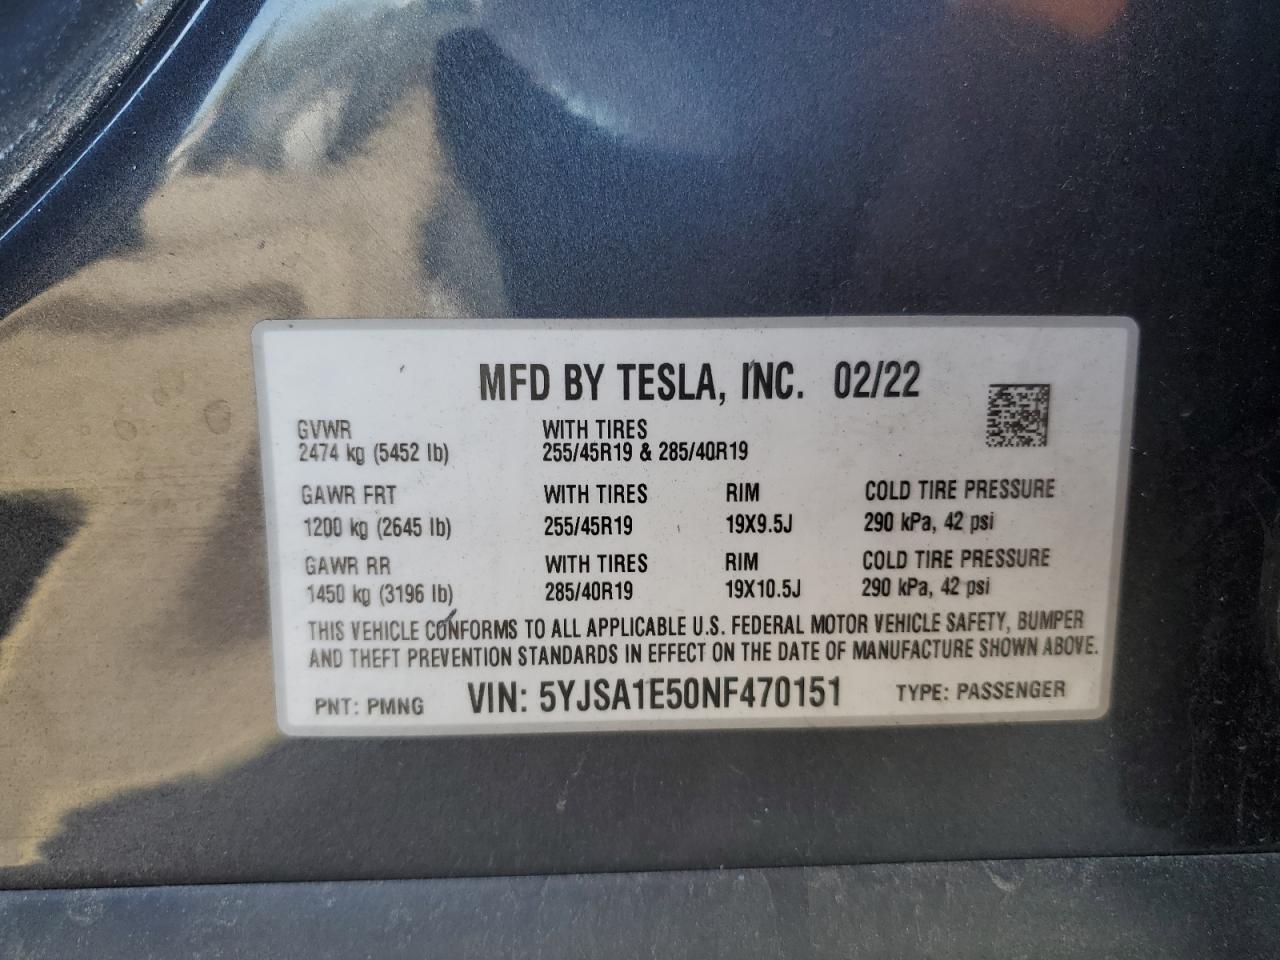 MFD BY TESLA, INC. 02/22
GVWR WITH TIRES
2474 kg (5452 lb) 255/45R19 & 285/40R19
GAWR FRT WITH TIRES RIM COLD TIRE PRESSURE
1200 kg (2645 lb) 255/45R19 19X9.5J 290 kPa, 42 psi
GAWR RR WITH TIRES RIM COLD TIRE PRESSURE
1450 kg (3196 lb) 285/40R19 19X10.5J 290 kPa, 42 psi
THIS VEHICLE CONFORMS TO ALL APPLICABLE U.S. FEDERAL MOTOR VEHICLE SAFETY, BUMPER
AND THEFT PREVENTION STANDARDS IN EFFECT ON THE DATE OF MANUFACTURE SHOWN ABOVE.
PNT: PMNG VIN: 5YJSA1E50NF470151 TYPE: PASSENGER